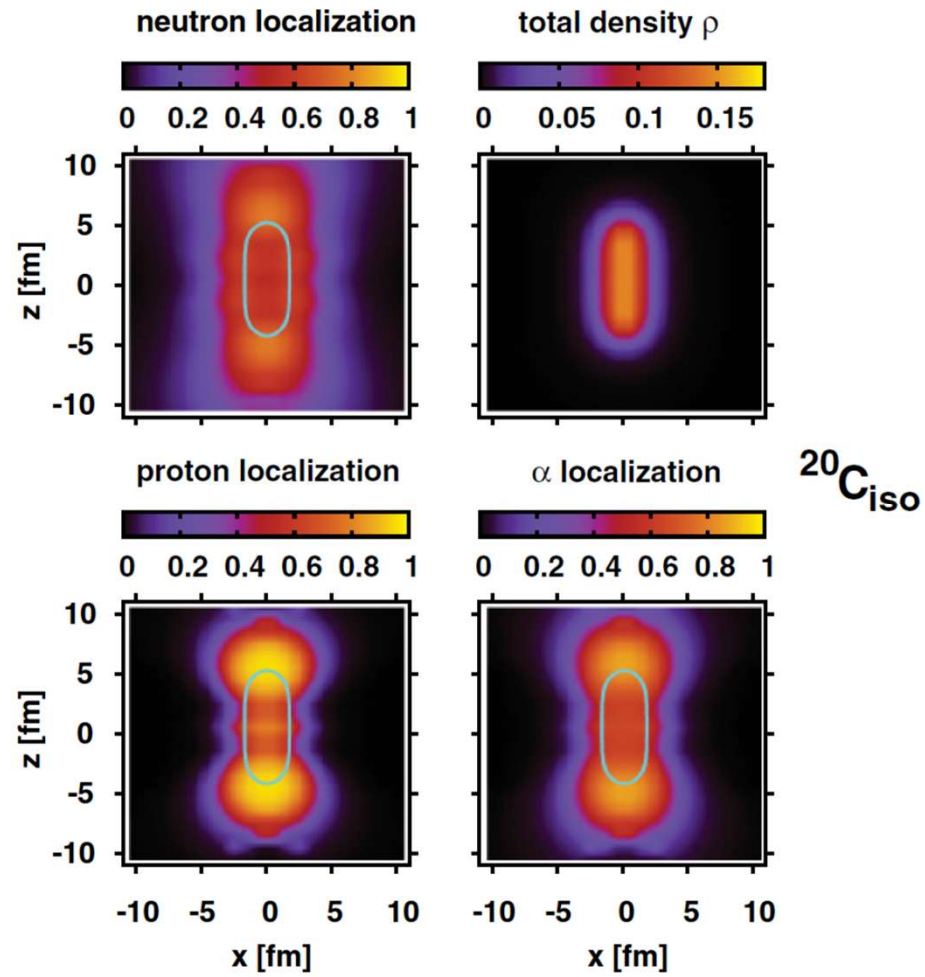 neutron localization
total density ρ
0 0.2 0.4 0.6 0.8 1
0 0.05 0.1 0.15
10
5
0
-5
-10
z [fm]
proton localization
α localization
20Ciso
0 0.2 0.4 0.6 0.8 1
0 0.2 0.4 0.6 0.8 1
10
5
0
-5
-10
z [fm]
-10 -5 0 5 10
-10 -5 0 5 10
x [fm]
x [fm]